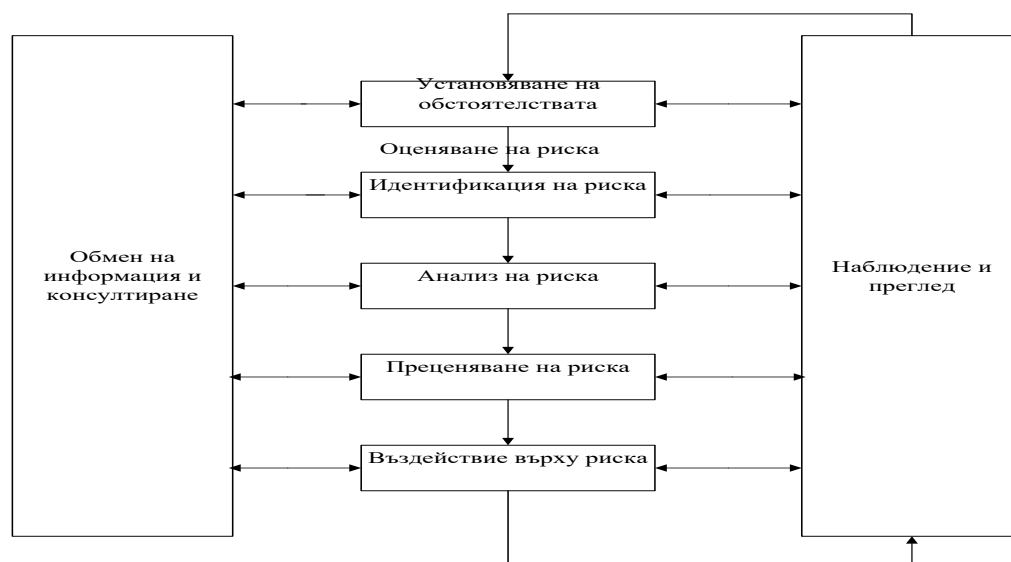 Установяване на
обстоятелствата
Оценяване на риска
Идентификация на риска
Обмен на
информация и
консултиране
Анализ на риска
Наблюдение и
преглед
Преценяване на риска
Въздействие върху риска